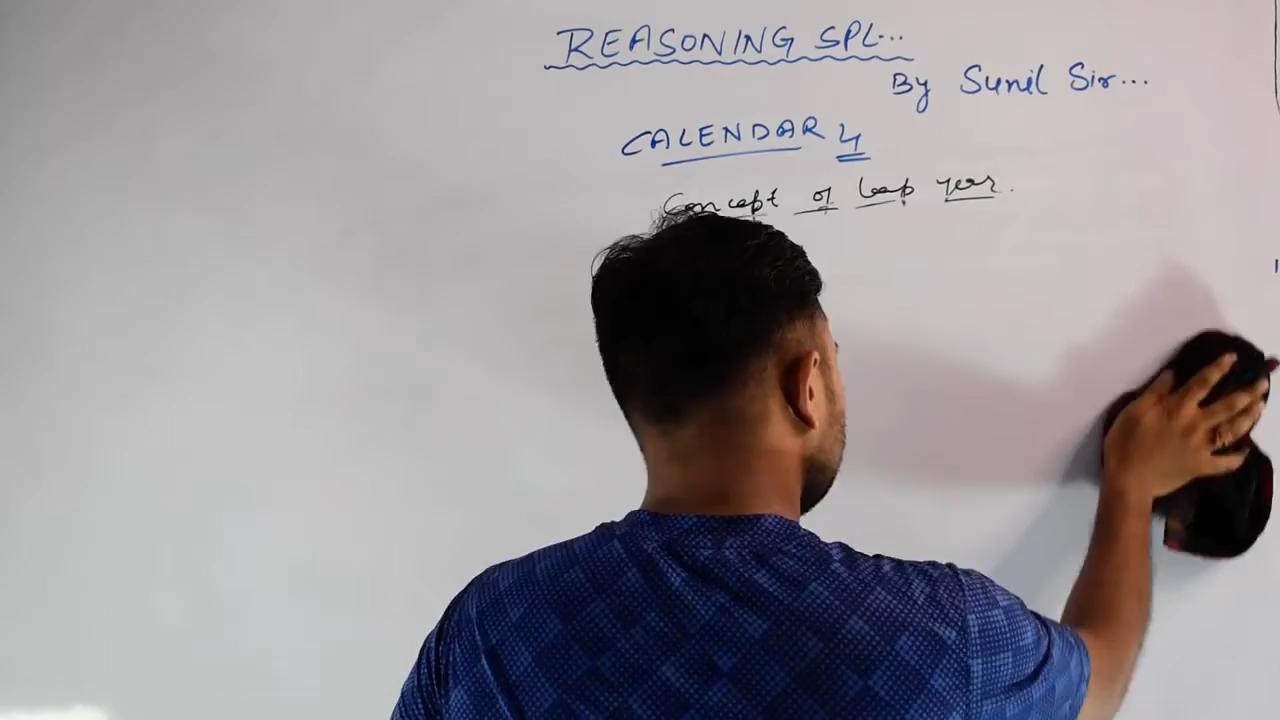 REASONING SPL...
By Sunil Sir...
CALENDAR 4
Concept of leap year.